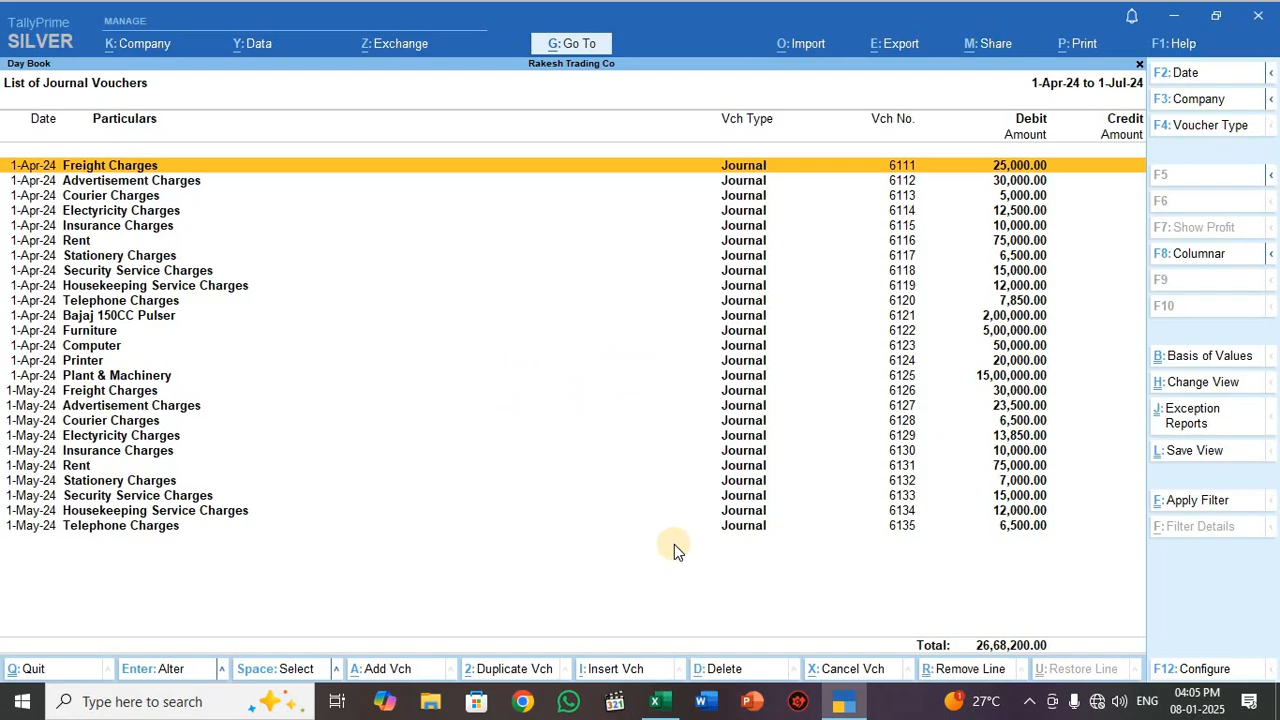 TallyPrime
SILVER
MANAGE
K: Company
Y: Data
Z: Exchange
G: Go To
O: Import
E: Export
M: Share
P: Print
F1: Help
Day Book
Rakesh Trading Co
List of Journal Vouchers
1-Apr-24 to 1-Jul-24
Date Particulars Vch Type Vch No. Debit Credit
Amount Amount
1-Apr-24 Freight Charges Journal 6111 25,000.00
1-Apr-24 Advertisement Charges Journal 6112 30,000.00
1-Apr-24 Courier Charges Journal 6113 5,000.00
1-Apr-24 Electyricity Charges Journal 6114 12,500.00
1-Apr-24 Insurance Charges Journal 6115 10,000.00
1-Apr-24 Rent Journal 6116 75,000.00
1-Apr-24 Stationery Charges Journal 6117 6,500.00
1-Apr-24 Security Service Charges Journal 6118 15,000.00
1-Apr-24 Housekeeping Service Charges Journal 6119 12,000.00
1-Apr-24 Telephone Charges Journal 6120 7,850.00
1-Apr-24 Bajaj 150CC Pulser Journal 6121 2,00,000.00
1-Apr-24 Furniture Journal 6122 5,00,000.00
1-Apr-24 Computer Journal 6123 50,000.00
1-Apr-24 Printer Journal 6124 20,000.00
1-Apr-24 Plant & Machinery Journal 6125 15,00,000.00
1-May-24 Freight Charges Journal 6126 30,000.00
1-May-24 Advertisement Charges Journal 6127 23,500.00
1-May-24 Courier Charges Journal 6128 6,500.00
1-May-24 Electyricity Charges Journal 6129 13,850.00
1-May-24 Insurance Charges Journal 6130 10,000.00
1-May-24 Rent Journal 6131 75,000.00
1-May-24 Stationery Charges Journal 6132 7,000.00
1-May-24 Security Service Charges Journal 6133 15,000.00
1-May-24 Housekeeping Service Charges Journal 6134 12,000.00
1-May-24 Telephone Charges Journal 6135 6,500.00
Total: 26,68,200.00
F2: Date
F3: Company
F4: Voucher Type
F5
F6
F7: Show Profit
F8: Columnar
F9
F10
B: Basis of Values
H: Change View
J: Exception
Reports
L: Save View
F: Apply Filter
F: Filter Details
F12: Configure
Q: Quit
Enter: Alter
Space: Select
A: Add Vch
2: Duplicate Vch
I: Insert Vch
D: Delete
X: Cancel Vch
R: Remove Line
U: Restore Line
Type here to search
321
27°C
ENG
04:05 PM
08-01-2025